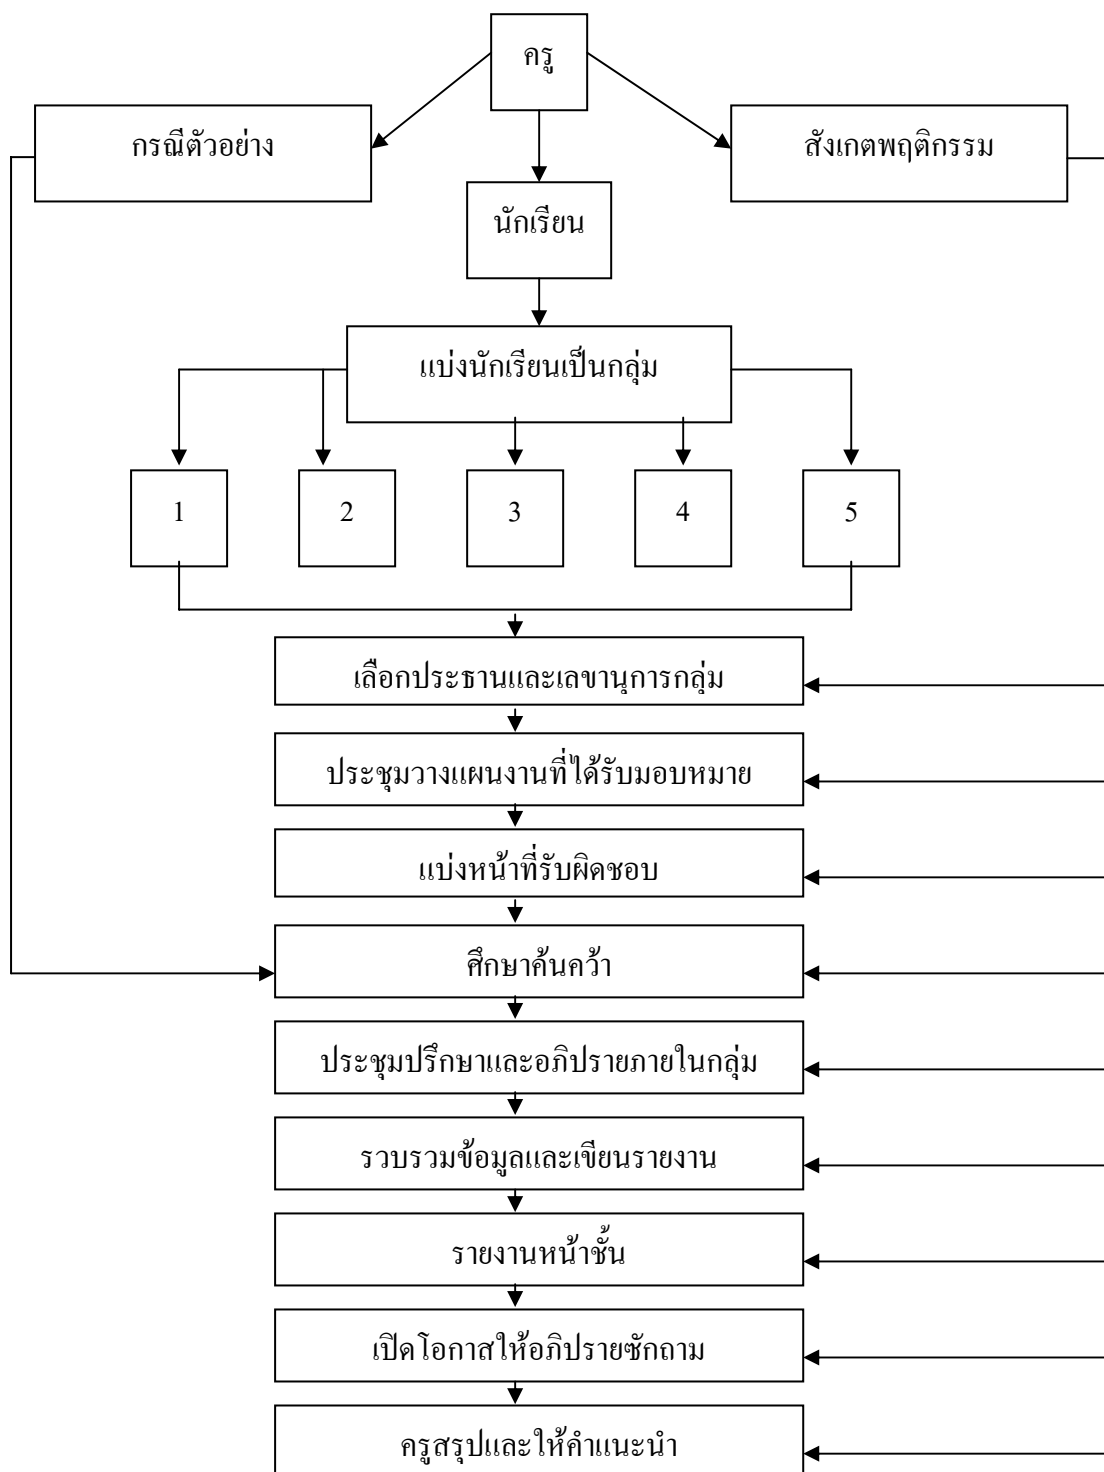 ครู
กรณีตัวอย่าง
สังเกตพฤติกรรม
นักเรียน
แบ่งนักเรียนเป็นกลุ่ม
1
2
3
4
5
เลือกประธานและเลขานุการกลุ่ม
ประชุมวางแผนงานที่ได้รับมอบหมาย
แบ่งหน้าที่รับผิดชอบ
ศึกษาค้นคว้า
ประชุมปรึกษาและอภิปรายภายในกลุ่ม
รวบรวมข้อมูลและเขียนรายงาน
รายงานหน้าชั้น
เปิดโอกาสให้อภิปรายซักถาม
ครูสรุปและให้คำแนะนำ